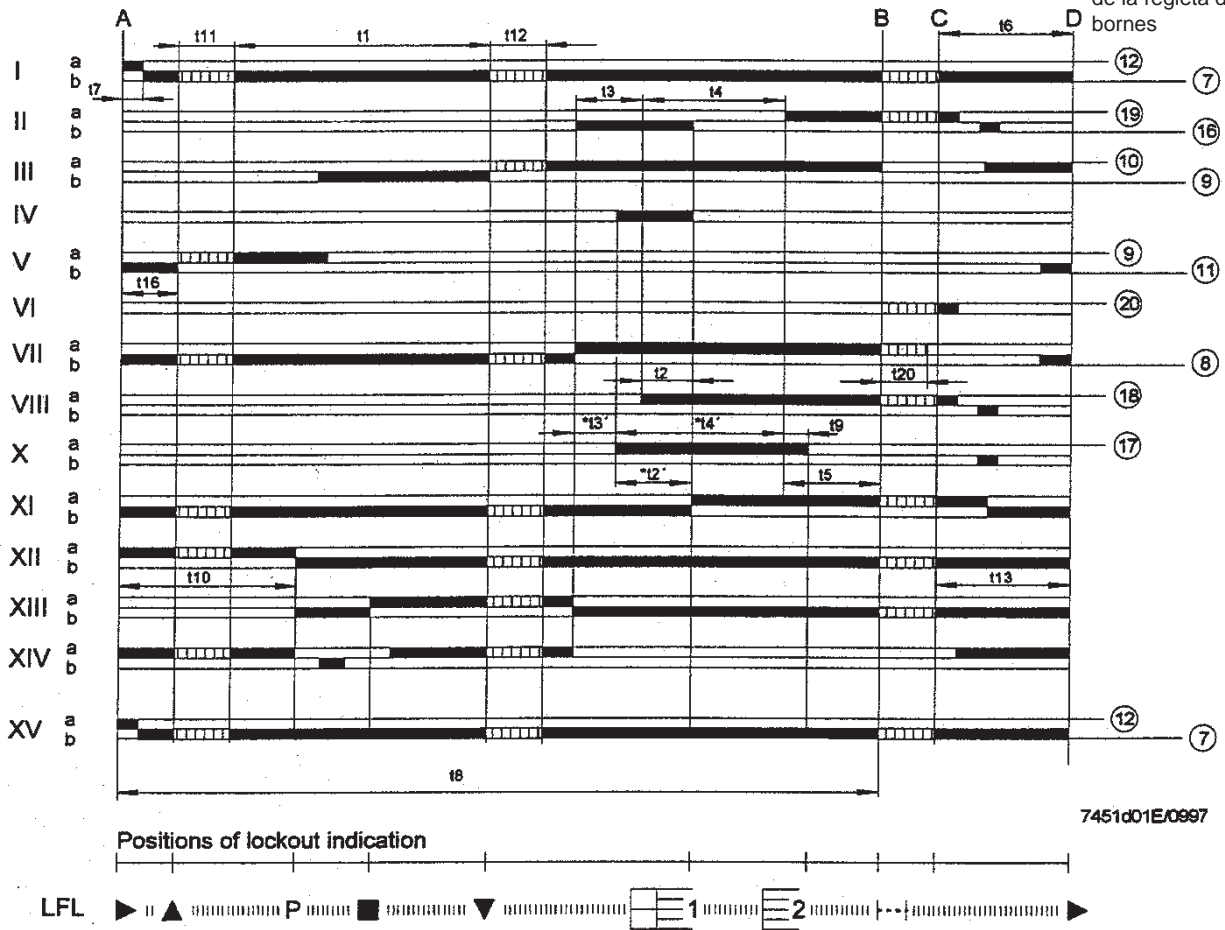 de la regleta d
bornes
A B C D
t11 t1 t12 t6
I a b 12 7
t7 t3 t4
II a b 19 16
III a b 10 9
IV
V a b 9 11
t16
VI 20
VII a b 8
t2 t20
VIII a b 18
"t3´ "t4´ t9
X a b 17
"t2´ t5
XI a b
XII a b
t10 t13
XIII a b
XIV a b
XV a b 12 7
t8
7451d01E/0997
Positions of lockout indication
LFL P 1 2